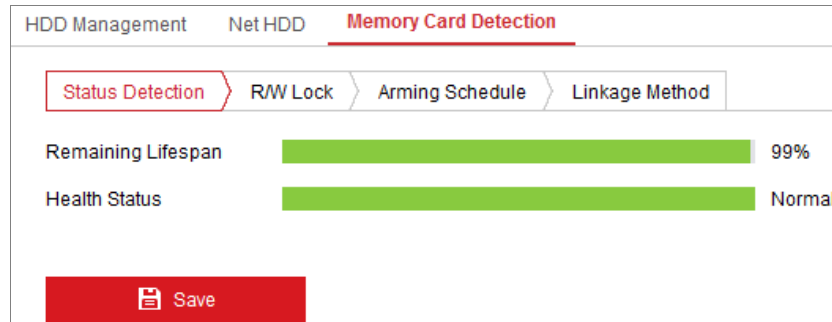 HDD Management Net HDD Memory Card Detection
Status Detection R/W Lock Arming Schedule Linkage Method
Remaining Lifespan 99%
Health Status Normal
Save